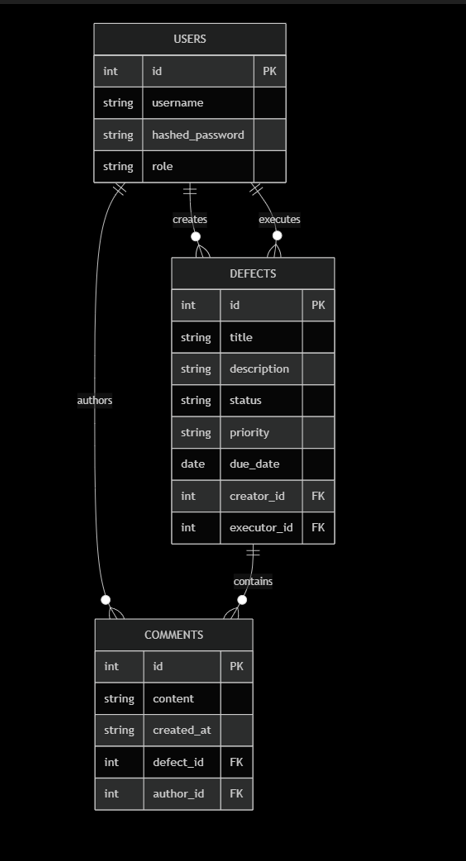 USERS
int id PK
string username
string hashed_password
string role
creates executes
DEFECTS
int id PK
string title
string description
string status
string priority
date due_date
int creator_id FK
int executor_id FK
authors
contains
COMMENTS
int id PK
string content
string created_at
int defect_id FK
int author_id FK